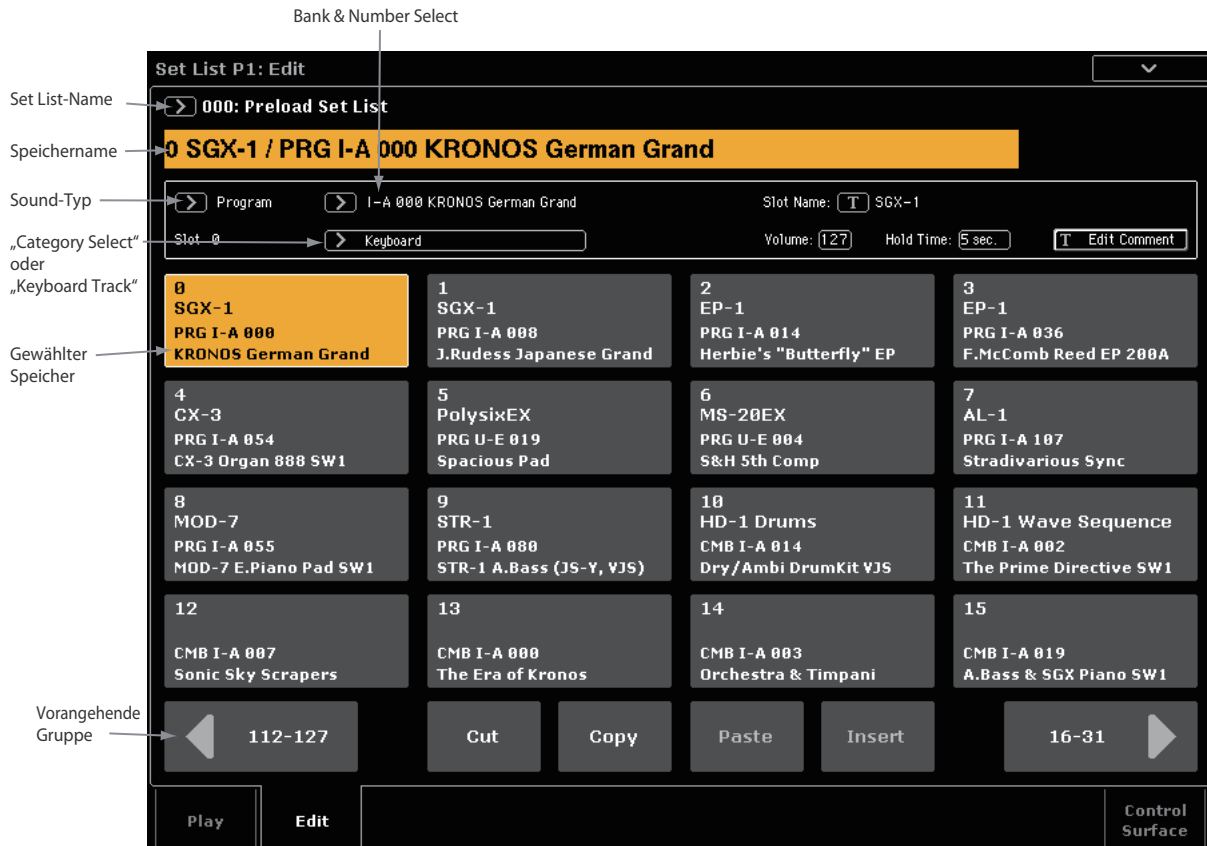 Bank & Number Select
Set List P1: Edit
Set List-Name
000: Preload Set List
Speichername
0 SGX-1 / PRG I-A 000 KRONOS German Grand
Sound-Typ
Program
I-A 000 KRONOS German Grand
Slot Name: T SGX-1
„Category Select“
oder
„Keyboard Track“
Slot 0
Keyboard
Volume: 127
Hold Time: 5 sec.
T Edit Comment
Gewählter
Speicher
0
SGX-1
PRG I-A 000
KRONOS German Grand
1
SGX-1
PRG I-A 008
J.Rudess Japanese Grand
2
EP-1
PRG I-A 014
Herbie's "Butterfly" EP
3
EP-1
PRG I-A 036
F.McComb Reed EP 200A
4
CX-3
PRG I-A 054
CX-3 Organ 888 SW1
5
PolysixEX
PRG U-E 019
Spacious Pad
6
MS-20EX
PRG U-E 004
S&H 5th Comp
7
AL-1
PRG I-A 107
Stradivarious Sync
8
MOD-7
PRG I-A 055
MOD-7 E.Piano Pad SW1
9
STR-1
PRG I-A 080
STR-1 A.Bass (JS-Y, VJS)
10
HD-1 Drums
CMB I-A 014
Dry/Ambi DrumKit VJS
11
HD-1 Wave Sequence
CMB I-A 002
The Prime Directive SW1
12
CMB I-A 007
Sonic Sky Scrapers
13
CMB I-A 000
The Era of Kronos
14
CMB I-A 003
Orchestra & Timpani
15
CMB I-A 019
A.Bass & SGX Piano SW1
Vorangehende
Gruppe
112-127
Cut
Copy
Paste
Insert
16-31
Play
Edit
Control
Surface